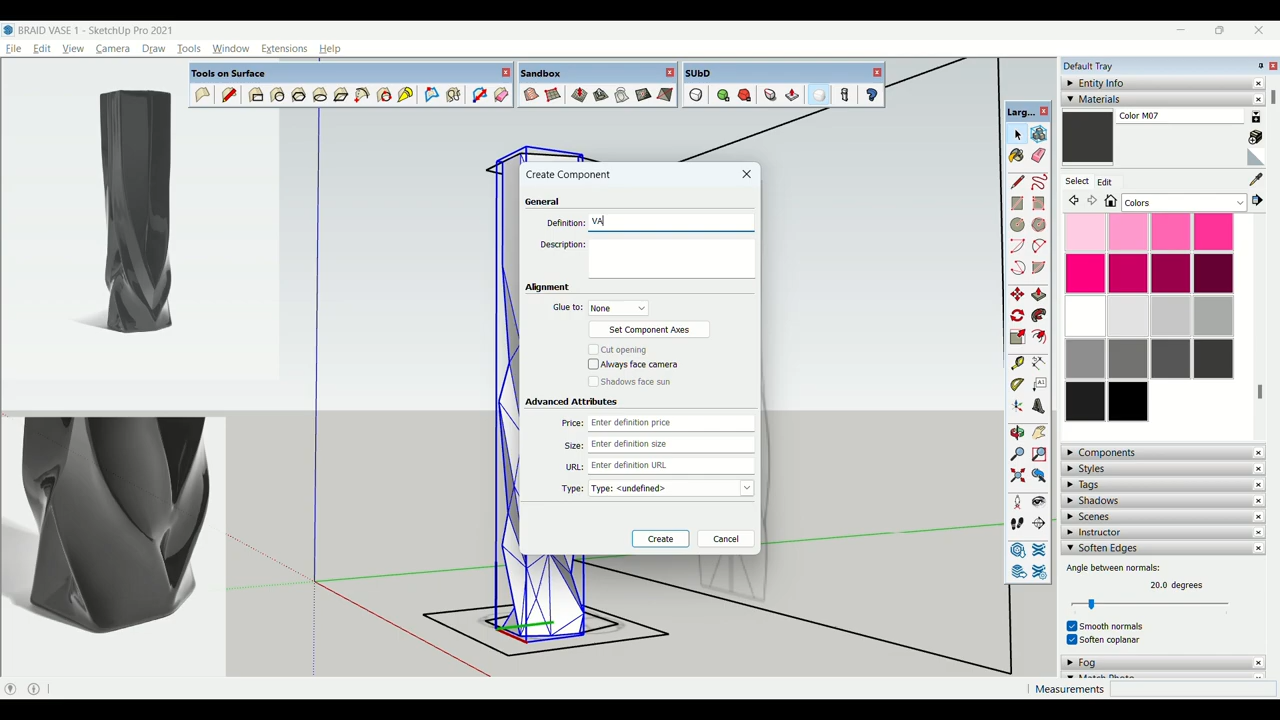 BRAID VASE 1 - SketchUp Pro 2021
File Edit View Camera Draw Tools Window Extensions Help
Tools on Surface
Sandbox
SUbD
Larg...
Default Tray
Entity Info
Materials
Color M07
Select Edit
Colors
Create Component
General
Definition: VA
Description:
Alignment
Glue to: None
Set Component Axes
Cut opening
Always face camera
Shadows face sun
Advanced Attributes
Price: Enter definition price
Size: Enter definition size
URL: Enter definition URL
Type: Type: <undefined>
Create Cancel
Components
Styles
Tags
Shadows
Scenes
Instructor
Soften Edges
Angle between normals:
20.0 degrees
Smooth normals
Soften coplanar
Fog
Match Photo
Measurements